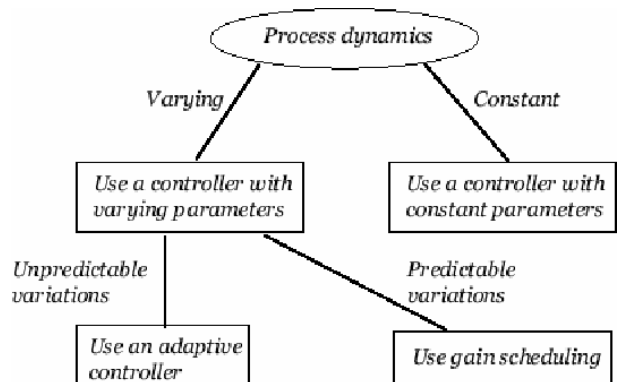 Process dynamics
Varying
Constant
Use a controller with
varying parameters
Use a controller with
constant parameters
Unpredictable
variations
Predictable
variations
Use an adaptive
controller
Use gain scheduling